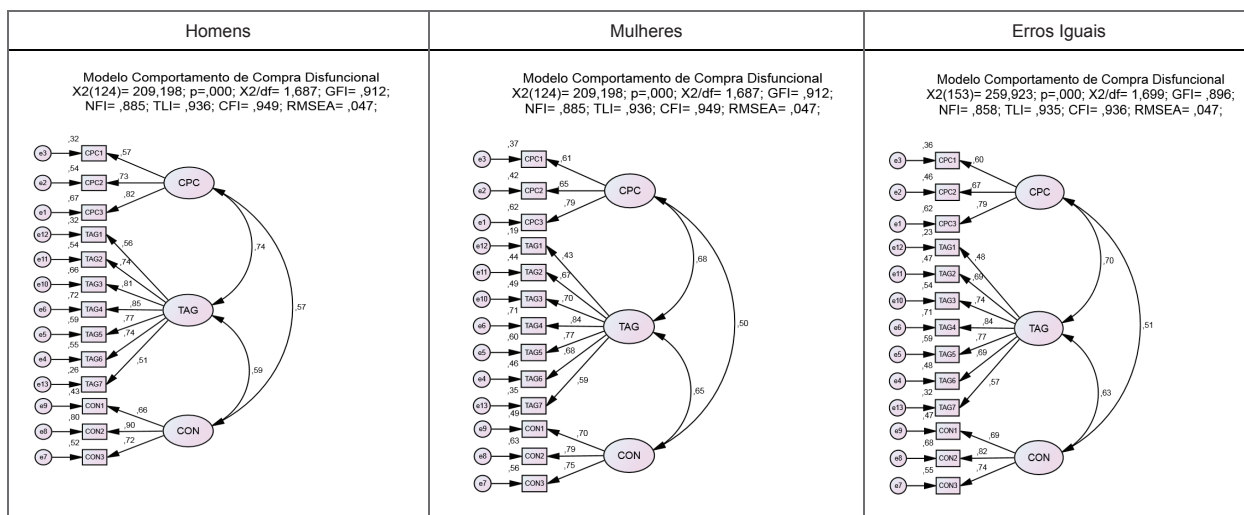 Homens
Modelo Comportamento de Compra Disfuncional
X2(124)= 209,198; p=,000; X2/df= 1,687; GFI= ,912;
NFI= ,885; TLI= ,936; CFI= ,949; RMSEA= ,047;
,32
e3 CPC1 ,57
,54
e2 CPC2 ,73 CPC
,67
e1 CPC3 ,82
,32
e12 TAG1 ,56 ,74
,54
e11 TAG2 ,74
,66
e10 TAG3 ,81
,72
e6 TAG4 ,85 TAG ,57
,59
e5 TAG5 ,77
,55
e4 TAG6 ,74
,26
e13 TAG7 ,51 ,59
,43
e9 CON1 ,66
,80
e8 CON2 ,90 CON
,52
e7 CON3 ,72
Mulheres
Modelo Comportamento de Compra Disfuncional
X2(124)= 209,198; p=,000; X2/df= 1,687; GFI= ,912;
NFI= ,885; TLI= ,936; CFI= ,949; RMSEA= ,047;
,37
e3 CPC1 ,61
,42
e2 CPC2 ,65 CPC
,62
e1 CPC3 ,79
,19
e12 TAG1 ,43 ,68
,44
e11 TAG2 ,67
,49
e10 TAG3 ,70
,71
e6 TAG4 ,84 TAG ,50
,60
e5 TAG5 ,77
,46
e4 TAG6 ,68
,35
e13 TAG7 ,59 ,65
,49
e9 CON1 ,70
,63
e8 CON2 ,79 CON
,56
e7 CON3 ,75
Erros Iguais
Modelo Comportamento de Compra Disfuncional
X2(153)= 259,923; p=,000; X2/df= 1,699; GFI= ,896;
NFI= ,858; TLI= ,935; CFI= ,936; RMSEA= ,047;
,36
e3 CPC1 ,60
,46
e2 CPC2 ,67 CPC
,62
e1 CPC3 ,79
,23
e12 TAG1 ,48 ,70
,47
e11 TAG2 ,69
,54
e10 TAG3 ,74
,71
e6 TAG4 ,84 TAG ,51
,59
e5 TAG5 ,77
,48
e4 TAG6 ,69
,32
e13 TAG7 ,57 ,63
,47
e9 CON1 ,69
,68
e8 CON2 ,82 CON
,55
e7 CON3 ,74